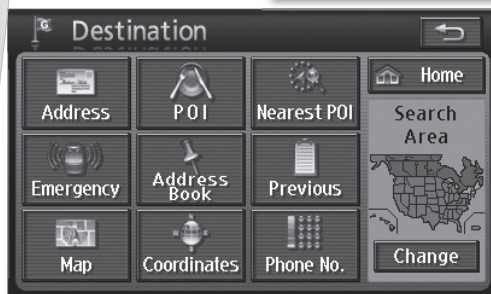 G Destination
Address
POI
Nearest POI
Home
Search
Area
Emergency
Address
Book
Previous
Map
Coordinates
Phone No.
Change